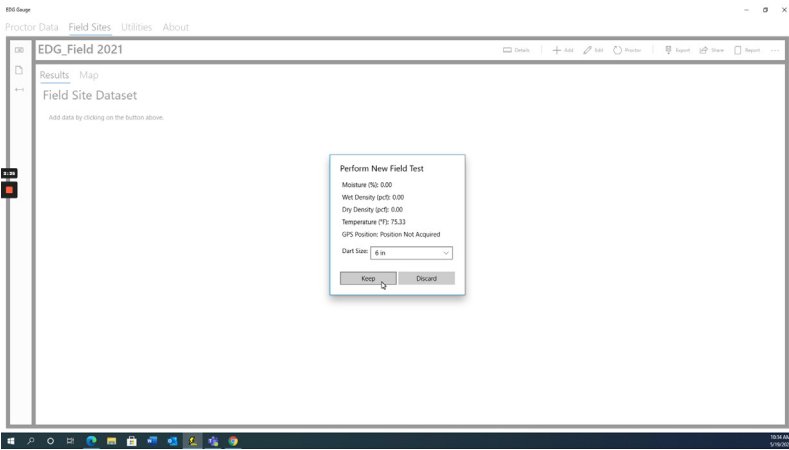 EDG Gauge
Proctor Data Field Sites Utilities About
EDG_Field 2021
Details Add Edit Proctor Export Share Report
Results Map
Field Site Dataset
Add data by clicking on the button above.
Perform New Field Test
Moisture (%): 0.00
Wet Density (pcf): 0.00
Dry Density (pcf): 0.00
Temperature (°F): 75.33
GPS Position: Position Not Acquired
Dart Size: 6 in
Keep Discard
10:34 AM